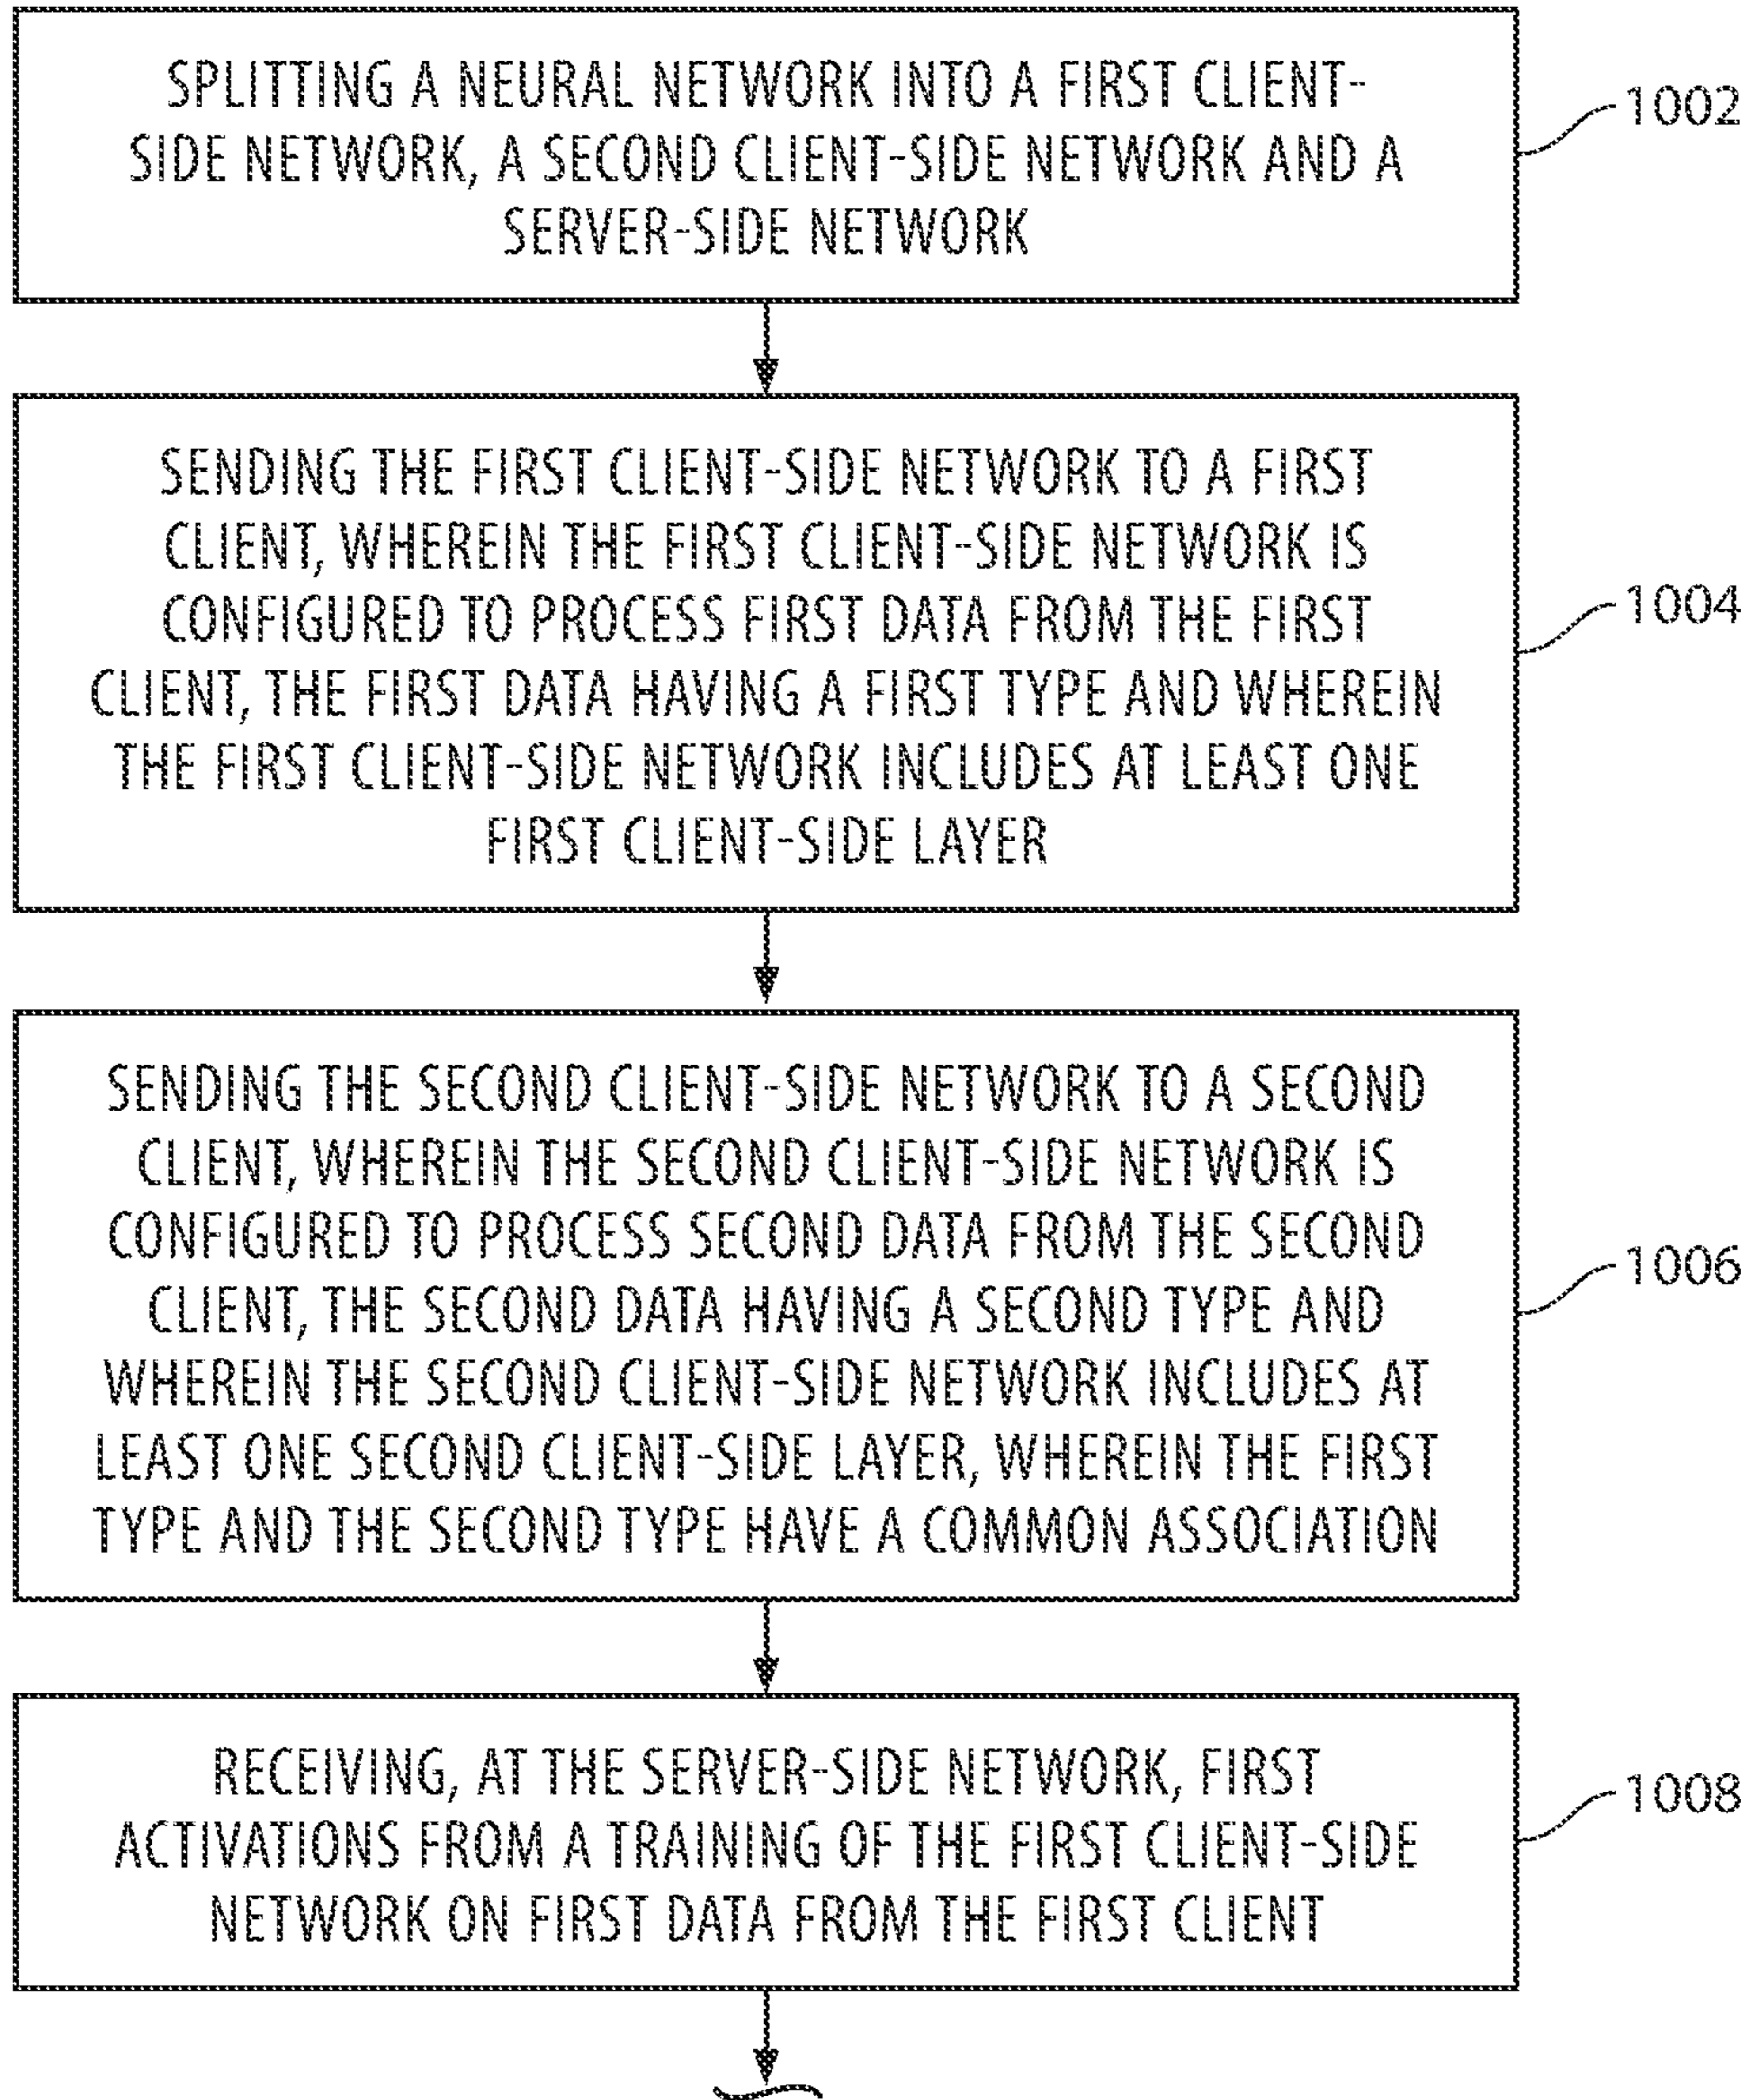 SPLITTING A NEURAL NETWORK INTO A FIRST CLIENT-
SIDE NETWORK, A SECOND CLIENT-SIDE NETWORK AND A
SERVER-SIDE NETWORK
1002
SENDING THE FIRST CLIENT-SIDE NETWORK TO A FIRST
CLIENT, WHEREIN THE FIRST CLIENT-SIDE NETWORK IS
CONFIGURED TO PROCESS FIRST DATA FROM THE FIRST
CLIENT, THE FIRST DATA HAVING A FIRST TYPE AND WHEREIN
THE FIRST CLIENT-SIDE NETWORK INCLUDES AT LEAST ONE
FIRST CLIENT-SIDE LAYER
1004
SENDING THE SECOND CLIENT-SIDE NETWORK TO A SECOND
CLIENT, WHEREIN THE SECOND CLIENT-SIDE NETWORK IS
CONFIGURED TO PROCESS SECOND DATA FROM THE SECOND
CLIENT, THE SECOND DATA HAVING A SECOND TYPE AND
WHEREIN THE SECOND CLIENT-SIDE NETWORK INCLUDES AT
LEAST ONE SECOND CLIENT-SIDE LAYER, WHEREIN THE FIRST
TYPE AND THE SECOND TYPE HAVE A COMMON ASSOCIATION
1006
RECEIVING, AT THE SERVER-SIDE NETWORK, FIRST
ACTIVATIONS FROM A TRAINING OF THE FIRST CLIENT-SIDE
NETWORK ON FIRST DATA FROM THE FIRST CLIENT
1008